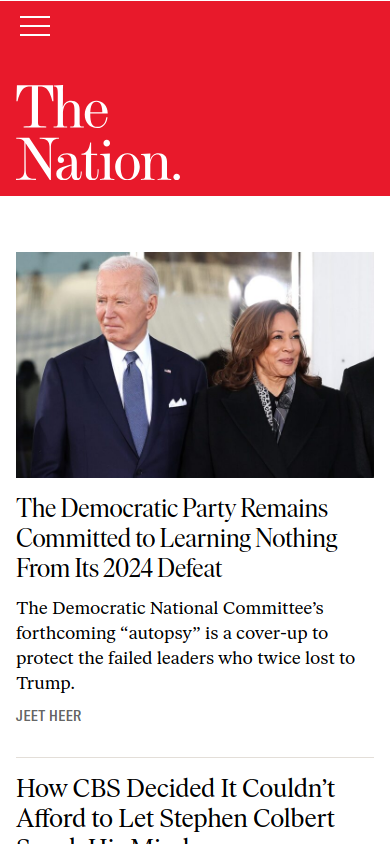 The
Nation.
The Democratic Party Remains
Committed to Learning Nothing
From Its 2024 Defeat
The Democratic National Committee’s
forthcoming “autopsy” is a cover-up to
protect the failed leaders who twice lost to
Trump.
JEET HEER
How CBS Decided It Couldn’t
Afford to Let Stephen Colbert